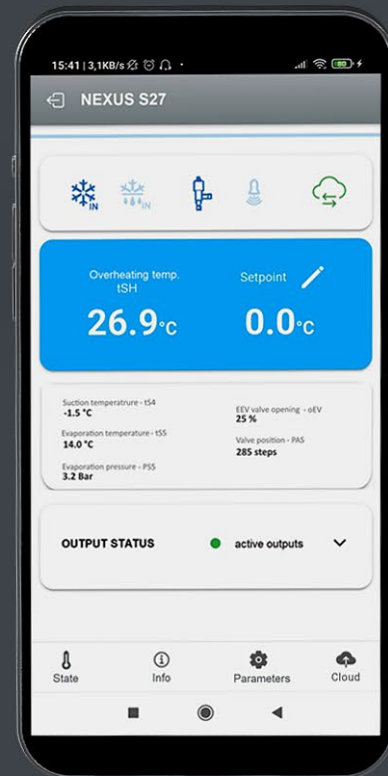 15:41 | 3,1KB/s
80
NEXUS S27
IN
IN
Overheating temp.
tSH
Setpoint
26.9°C
0.0°C
Suction temperatrure - tS4
-1.5 °C
Evaporation temperature - tS5
14.0 °C
Evaporation pressure - PS5
3.2 Bar
EEV valve opening - oEV
25 %
Valve position - PAS
285 steps
OUTPUT STATUS
active outputs
State
Info
Parameters
Cloud